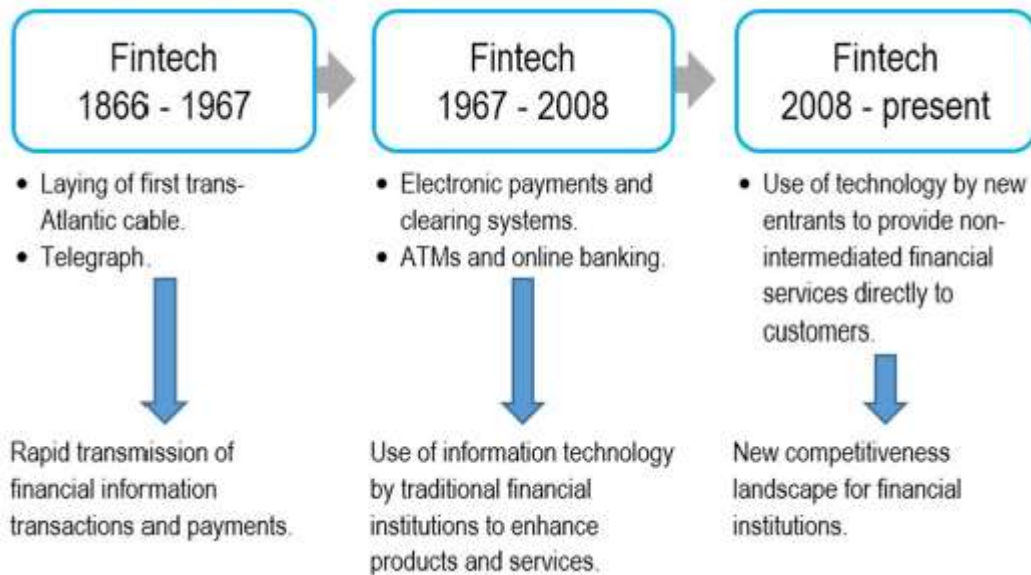 Fintech
1866 - 1967
Fintech
1967 - 2008
Fintech
2008 - present
• Laying of first trans-
Atlantic cable.
• Telegraph.
• Electronic payments and
clearing systems.
• ATMs and online banking.
• Use of technology by new
entrants to provide non-
intermediated financial
services directly to
customers.
Rapid transmission of
financial information
transactions and payments.
Use of information technology
by traditional financial
institutions to enhance
products and services.
New competitiveness
landscape for financial
institutions.